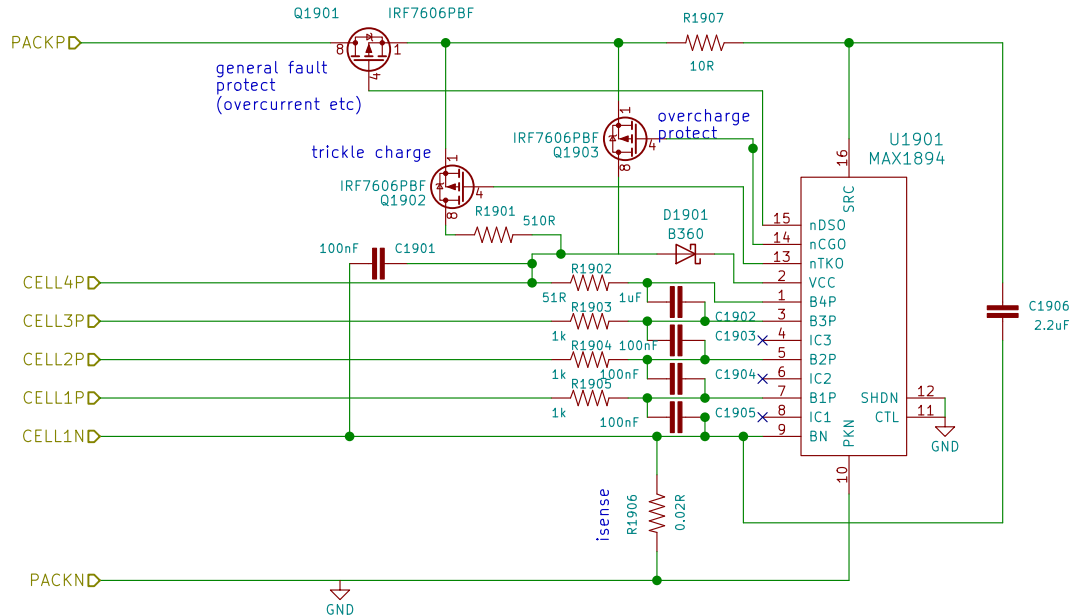 Q1901 IRF7606PBF
R1907
PACKP
8 1
4
10R
general fault
protect
(overcurrent etc)
overcharge
protect
1
IRF7606PBF
Q1903
4
8
U1901
MAX1894
trickle charge
1
IRF7606PBF
Q1902
4
8
16
SRC
R1901
510R
D1901
B360
15 nDSO
14 nCGO
13 nTKO
2 VCC
1 B4P
3 B3P
4 IC3
5 B2P
6 IC2
7 B1P
8 IC1
9 BN
SHDN 12
CTL 11
PKN
10
GND
100nF C1901
CELL4P
R1902
51R
1uF
C1902
C1906
2.2uF
CELL3P
R1903
1k
100nF
C1903
CELL2P
R1904
1k
100nF
C1904
CELL1P
R1905
1k
100nF
C1905
CELL1N
isense
R1906
0.02R
PACKN
GND